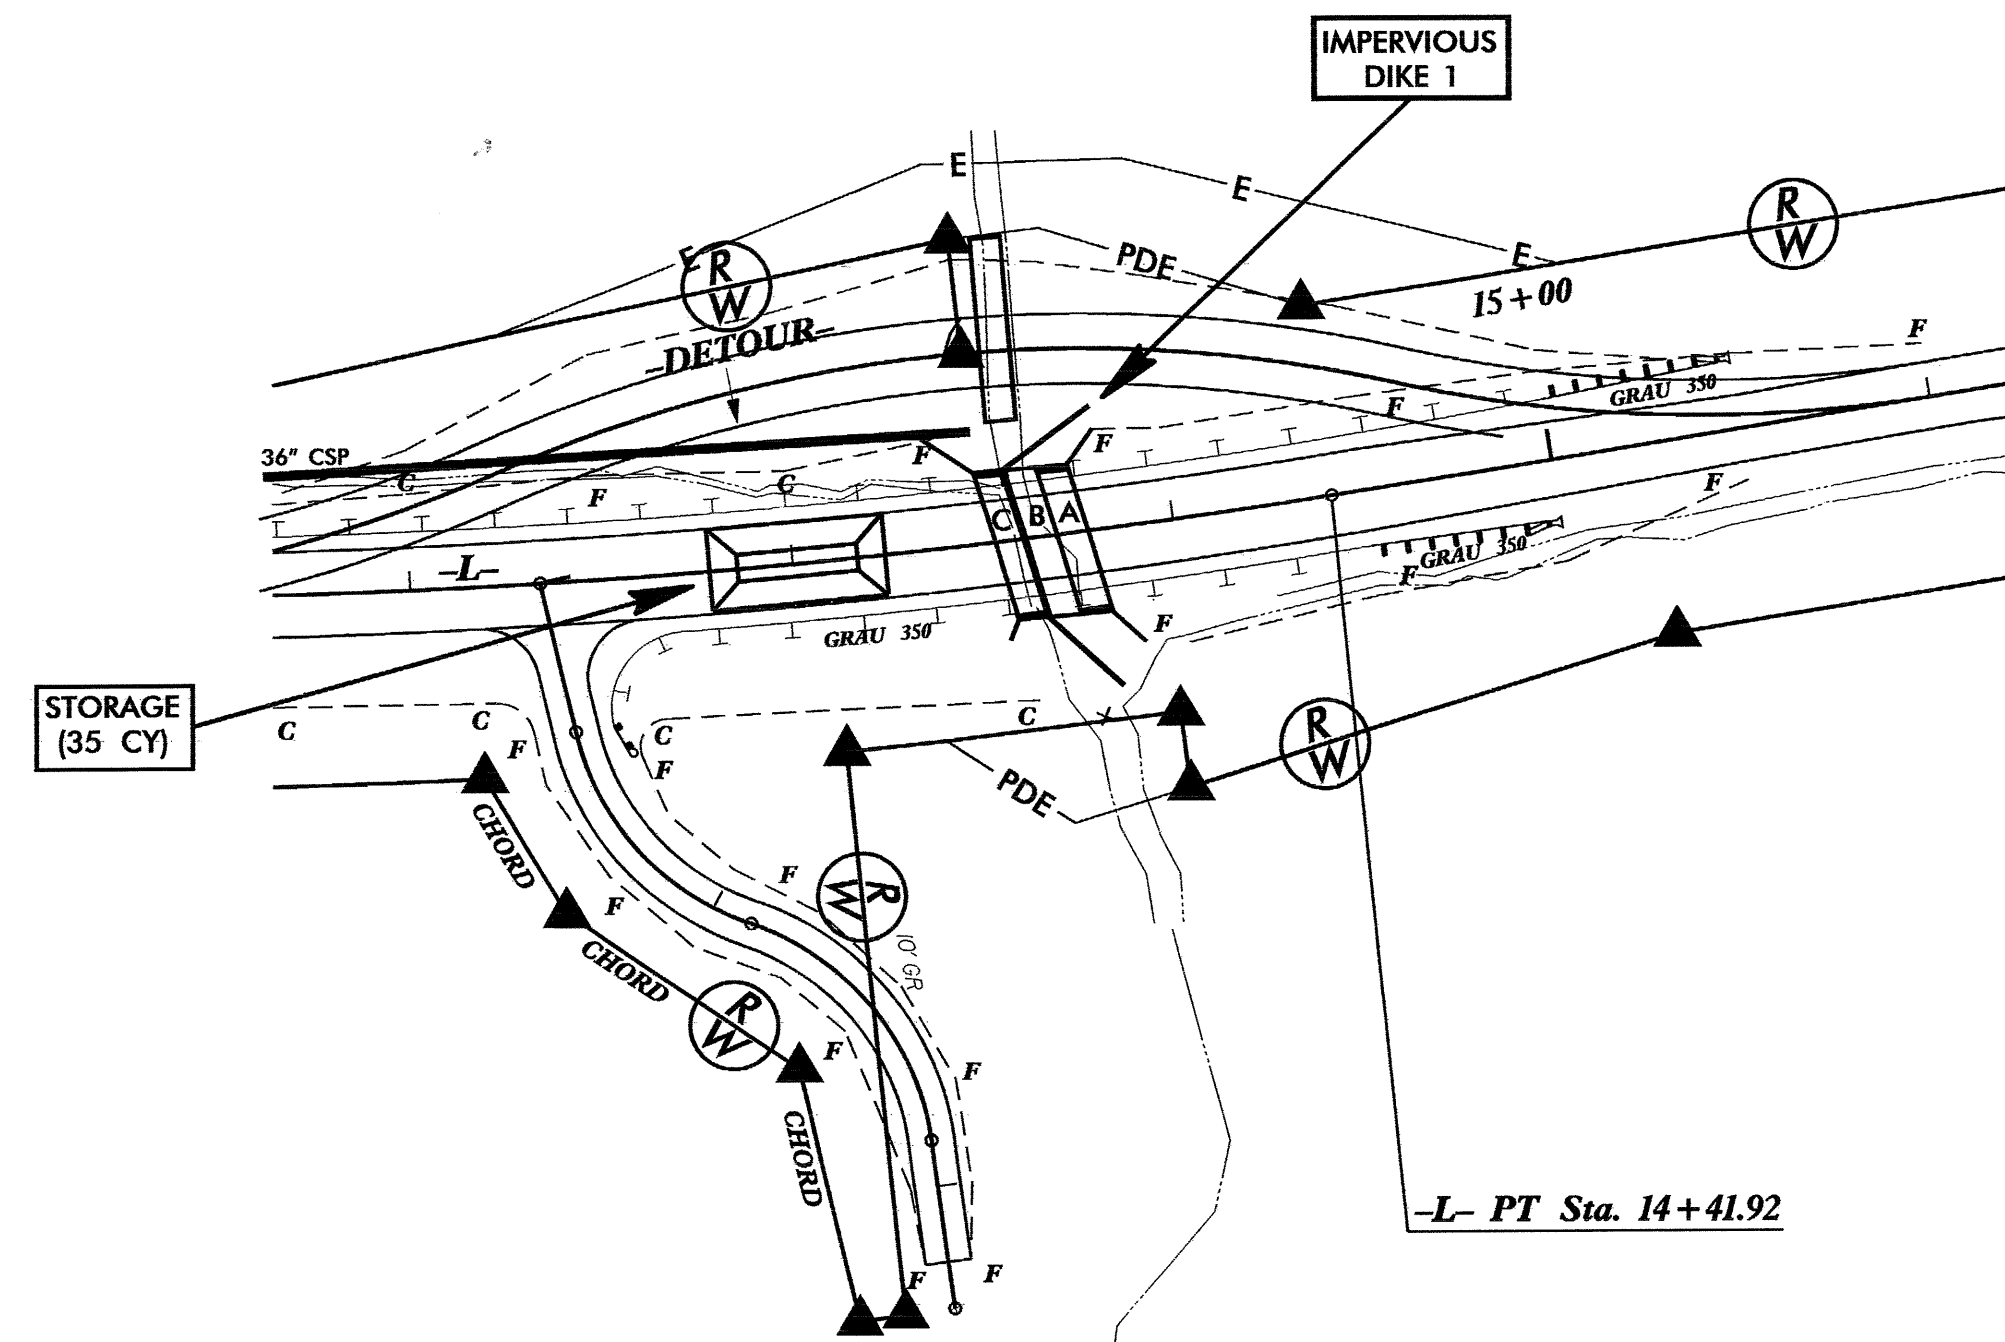 IMPERVIOUS
DIKE 1
E
E
E
E
R
W
R
W
PDE
15+00
-DETOUR-
F
GRAU 350
F
36" CSP
F
F
C
C
F
F
C
B
A
GRAU 350
F
-L-
GRAU 350
F
STORAGE
(35 CY)
C
C
F
C
F
C
R
W
PDE
CHORD
F
F
R
W
10' GR
CHORD
R
W
F
F
CHORD
-L- PT Sta. 14+41.92
F
F